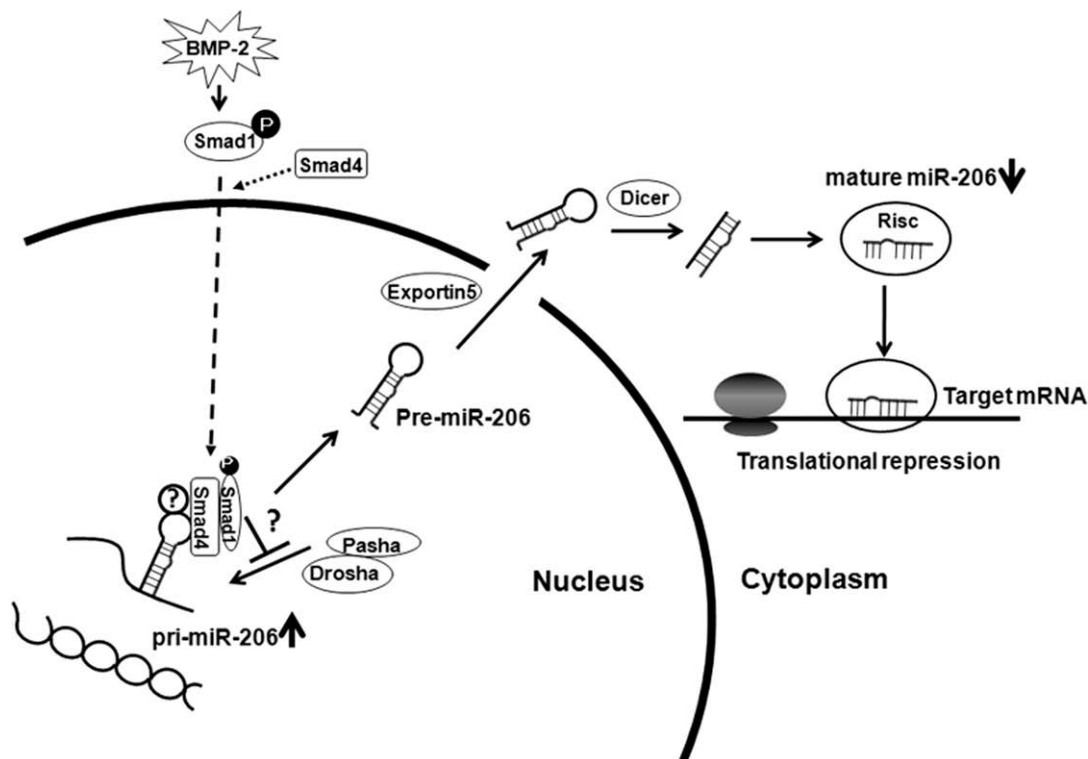 BMP-2
P
Smad1
Smad4
mature miR-206
Dicer
Risc
Exportin5
Pre-miR-206
Target mRNA
Translational repression
P
?
Smad4
Smad1
?
Pasha
Drosha
Nucleus
Cytoplasm
pri-miR-206